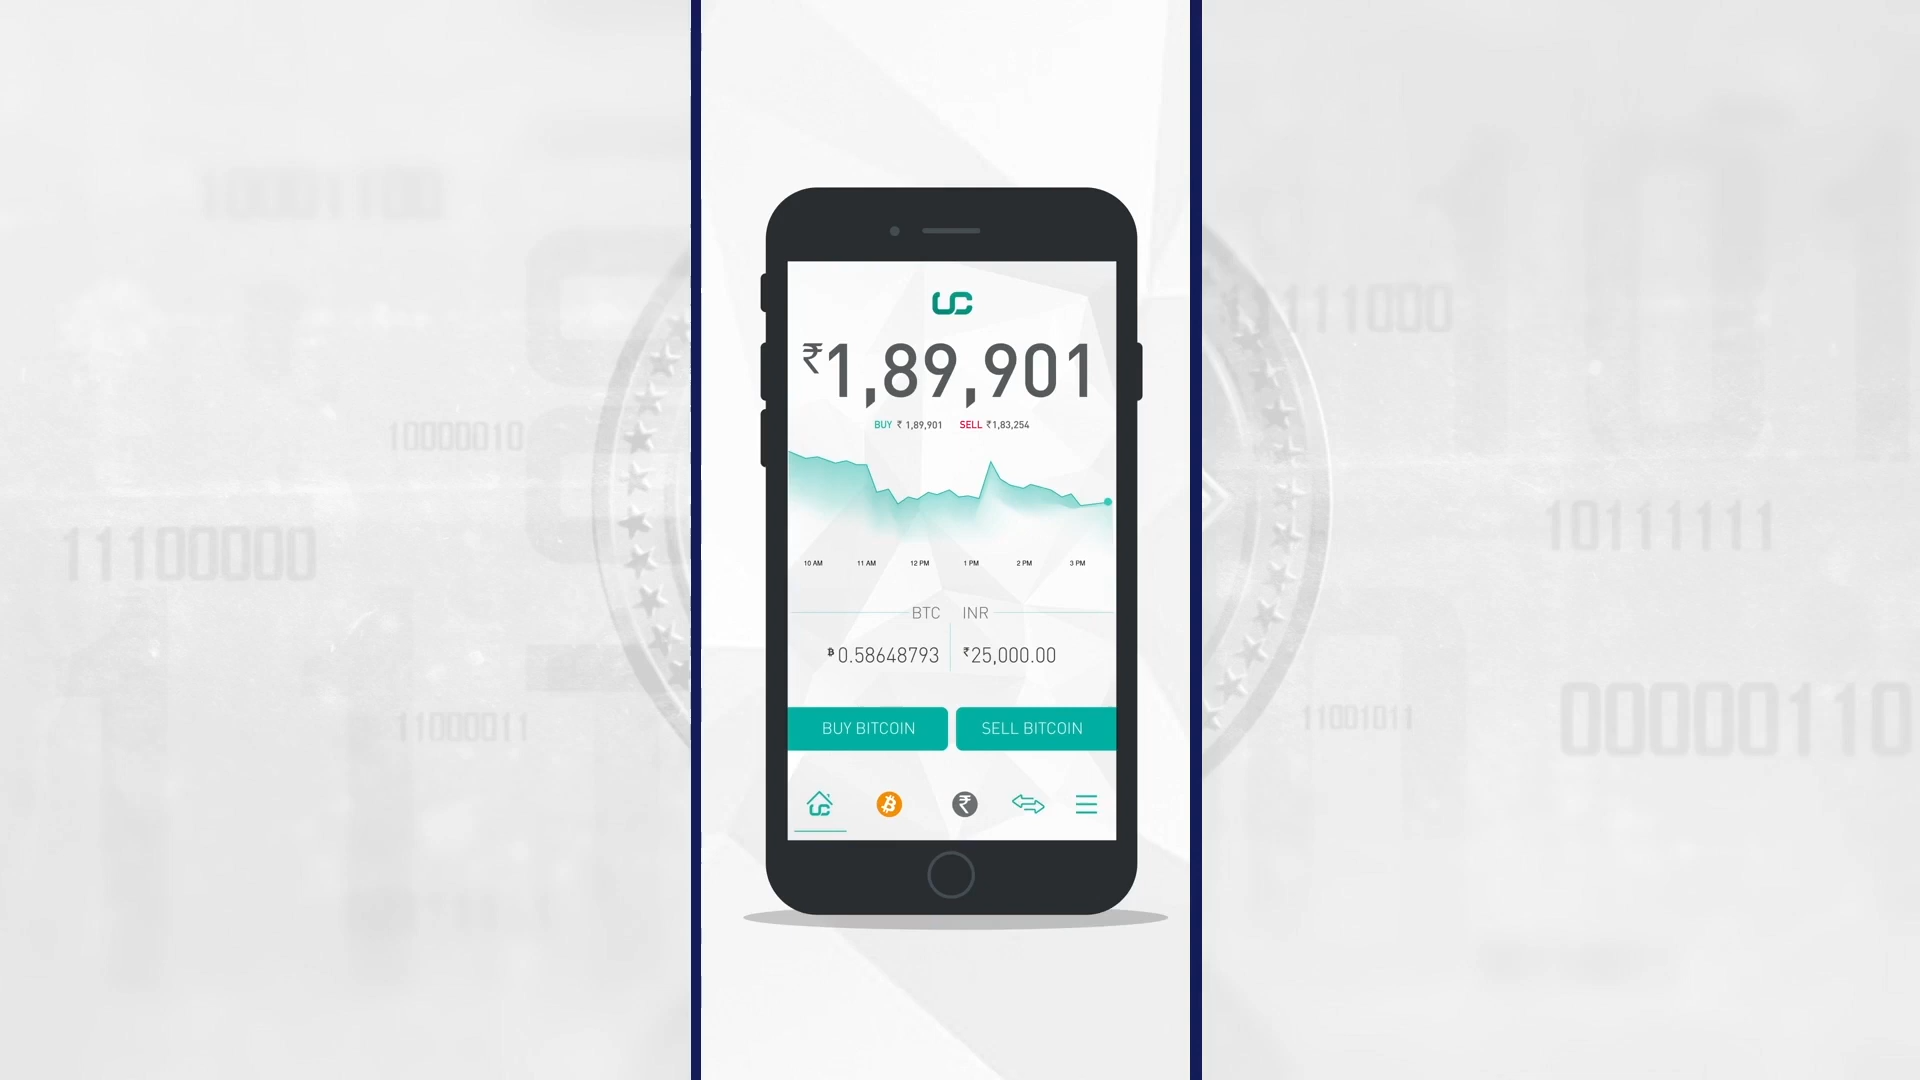 10001100
11111000
10000010
11100000
10111111
11000011
11001011
00000110
UC
₹1,89,901
BUY ₹ 1,89,901 SELL ₹1,83,254
10 AM 11 AM 12 PM 1 PM 2 PM 3 PM
BTC INR
฿0.58648793 ₹25,000.00
BUY BITCOIN SELL BITCOIN